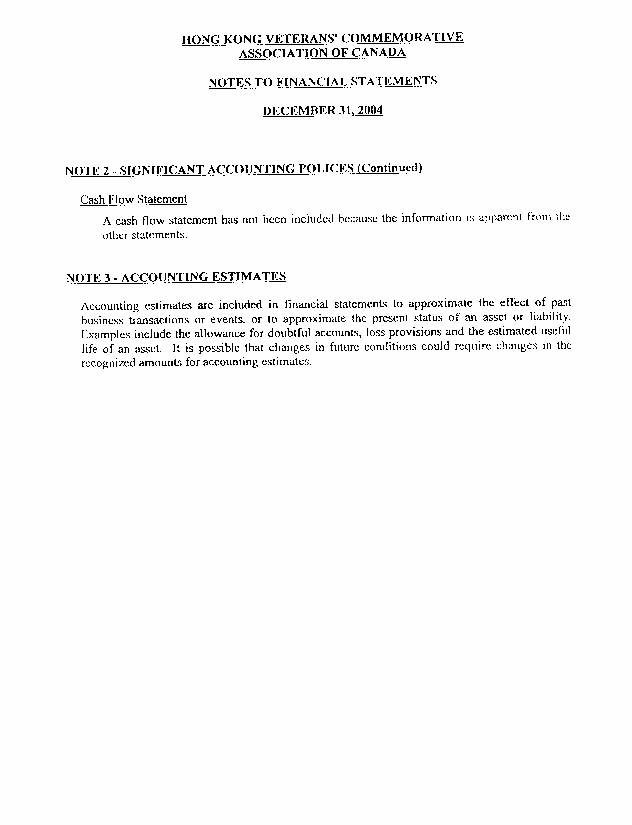 HONG KONG VETERANS' COMMEMORATIVE
ASSOCIATION OF CANADA
NOTES TO FINANCIAL STATEMENTS
DECEMBER 31, 2004
NOTE 2 - SIGNIFICANT ACCOUNTING POLICES (Continued)
Cash Flow Statement
A cash flow statement has not been included because the information is apparent from the
other statements.
NOTE 3 - ACCOUNTING ESTIMATES
Accounting estimates are included in financial statements to approximate the effect of past
business transactions or events, or to approximate the present status of an asset or liability.
Examples include the allowance for doubtful accounts, loss provisions and the estimated useful
life of an asset. It is possible that changes in future conditions could require changes in the
recognized amounts for accounting estimates.